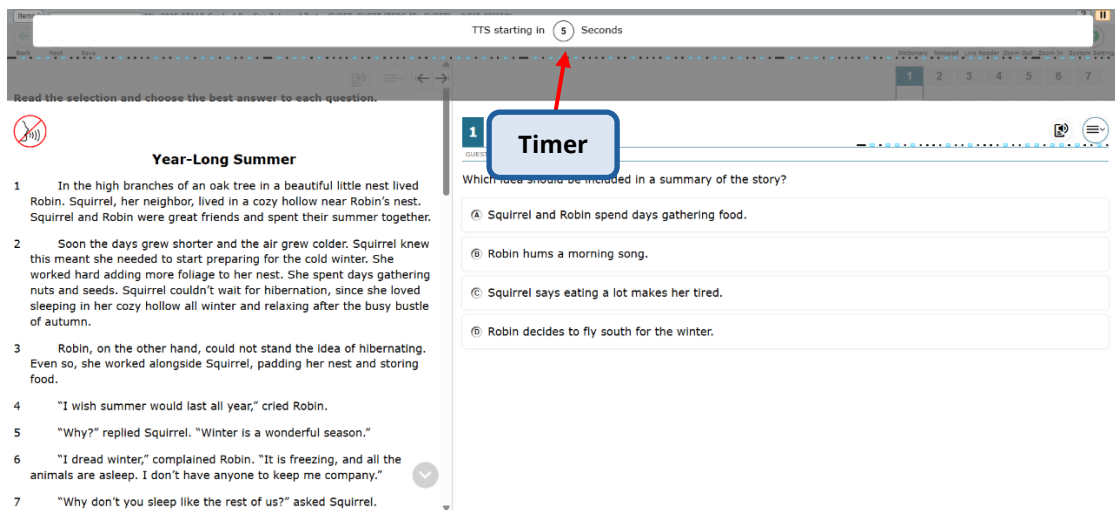 TTS starting in 5 Seconds
Back Next Save
Dictionary Notepad Line Reader Zoom Out Zoom In System Setting
1 2 3 4 5 6 7
Read the selection and choose the best answer to each question.
Timer
Year-Long Summer
1 In the high branches of an oak tree in a beautiful little nest lived
Robin. Squirrel, her neighbor, lived in a cozy hollow near Robin's nest.
Squirrel and Robin were great friends and spent their summer together.
2 Soon the days grew shorter and the air grew colder. Squirrel knew
this meant she needed to start preparing for the cold winter. She
worked hard adding more foliage to her nest. She spent days gathering
nuts and seeds. Squirrel couldn't wait for hibernation, since she loved
sleeping in her cozy hollow all winter and relaxing after the busy bustle
of autumn.
3 Robin, on the other hand, could not stand the idea of hibernating.
Even so, she worked alongside Squirrel, padding her nest and storing
food.
4 "I wish summer would last all year," cried Robin.
5 "Why?" replied Squirrel. "Winter is a wonderful season."
6 "I dread winter," complained Robin. "It is freezing, and all the
animals are asleep. I don't have anyone to keep me company."
7 "Why don't you sleep like the rest of us?" asked Squirrel.
1
Which idea should be included in a summary of the story?
A Squirrel and Robin spend days gathering food.
B Robin hums a morning song.
C Squirrel says eating a lot makes her tired.
D Robin decides to fly south for the winter.